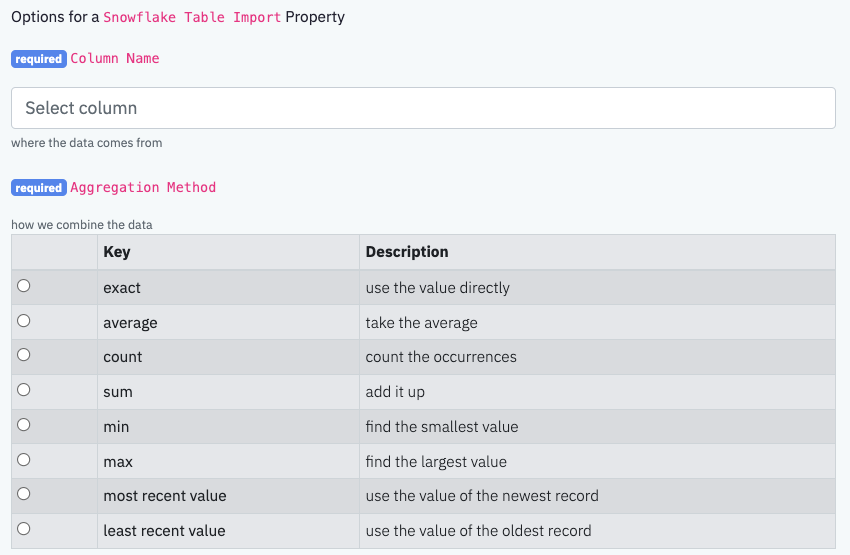 Options for a Snowflake Table Import Property
required Column Name
Select column
where the data comes from
required Aggregation Method
how we combine the data
Key Description
exact use the value directly
average take the average
count count the occurrences
sum add it up
min find the smallest value
max find the largest value
most recent value use the value of the newest record
least recent value use the value of the oldest record